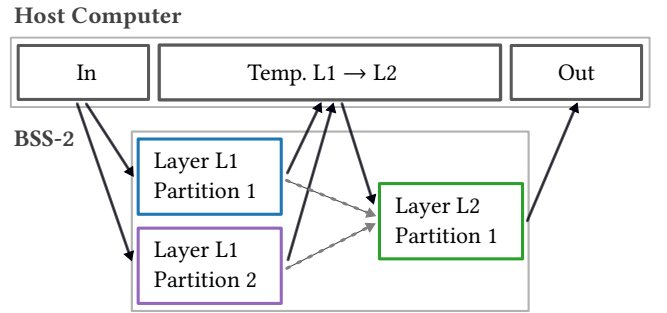 Host Computer
In
Temp. L1 → L2
Out
BSS-2
Layer L1
Partition 1
Layer L2
Partition 1
Layer L1
Partition 2